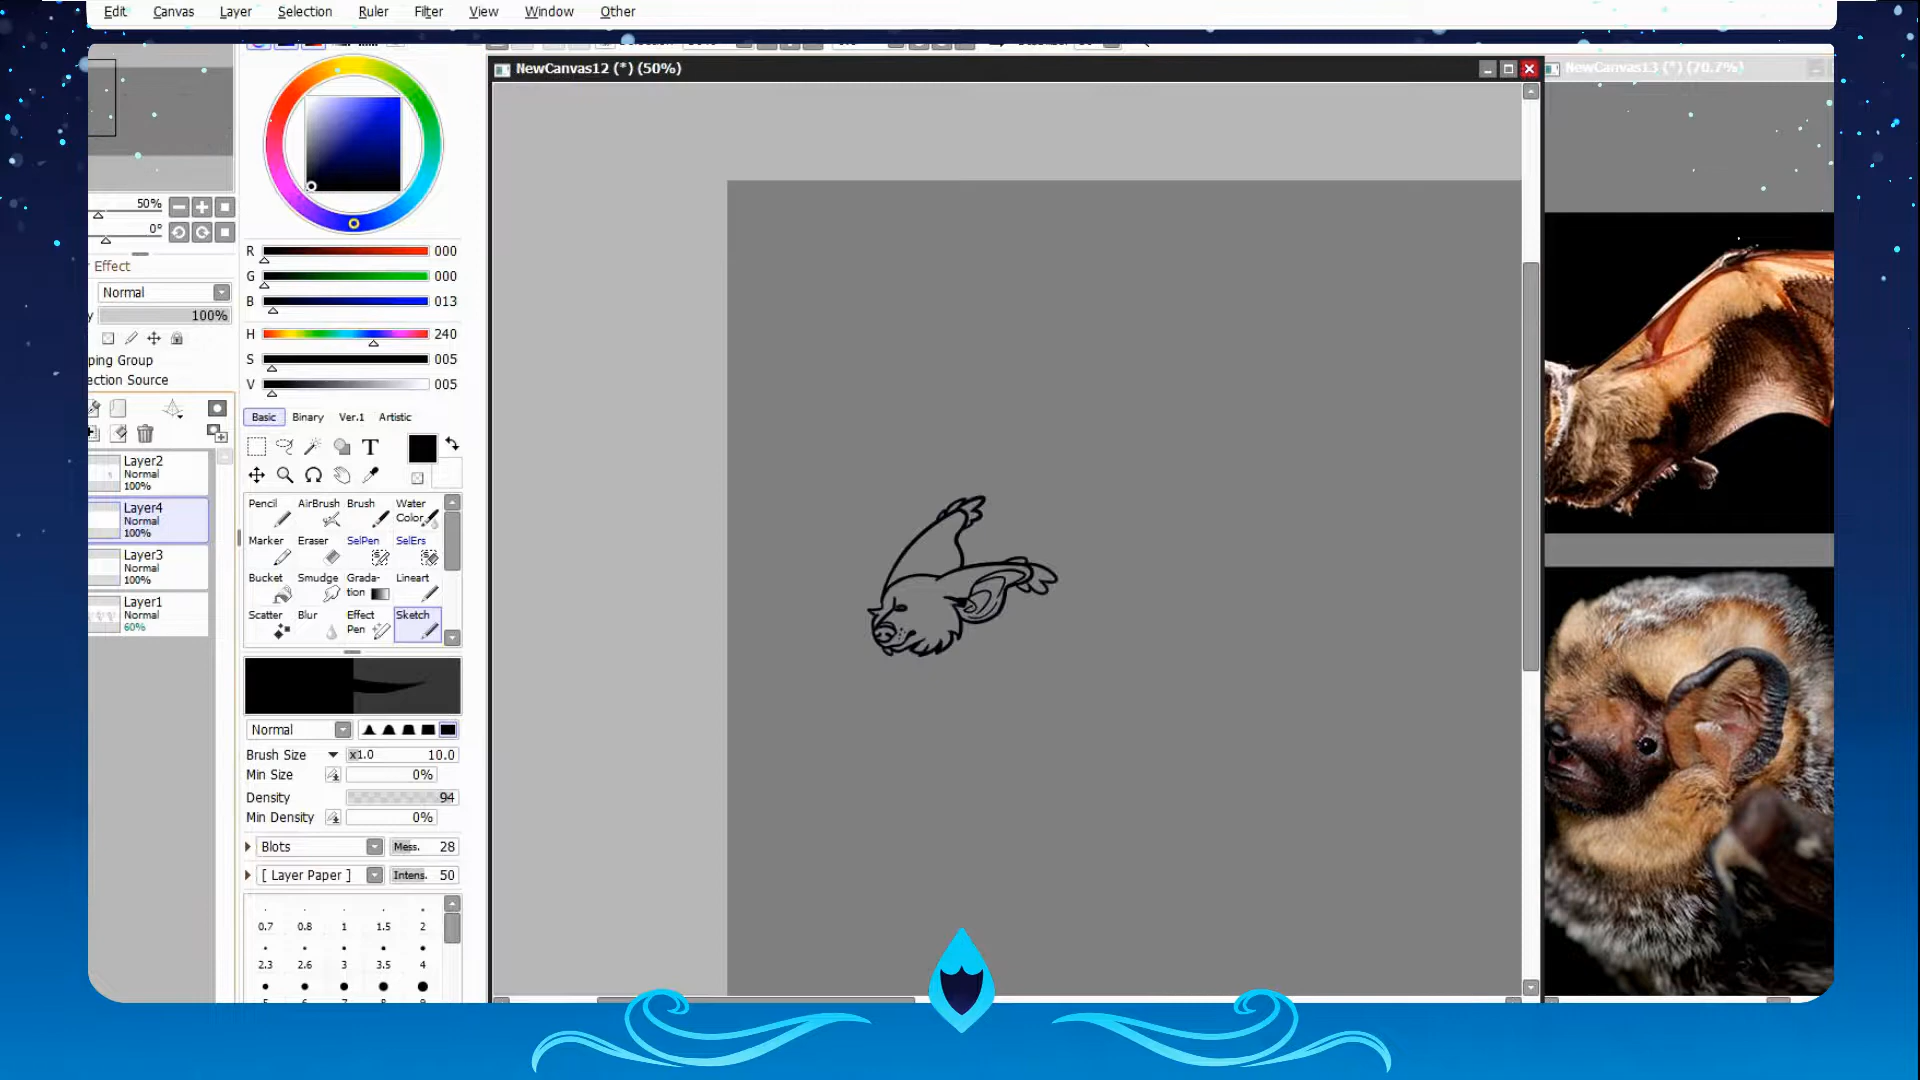 Edit Canvas Layer Selection Ruler Filter View Window Other
NewCanvas12 (*) (50%)
NewCanvas13 (*) (70.7%)
50%
0°
Effect
Normal
100%
ping Group
ection Source
Layer2
Normal
100%
Layer4
Normal
100%
Layer3
Normal
100%
Layer1
Normal
60%
R 000
G 000
B 013
H 240
S 005
V 005
Basic Binary Ver.1 Artistic
T
Pencil AirBrush Brush Water Color
Marker Eraser SelPen SelErs
Bucket Smudge Grada-tion Lineart
Scatter Blur Effect Pen Sketch
Normal
Brush Size x1.0 10.0
Min Size 0%
Density 94
Min Density 0%
Blots Mess. 28
[ Layer Paper ] Intens. 50
0.7 0.8 1 1.5 2
2.3 2.6 3 3.5 4